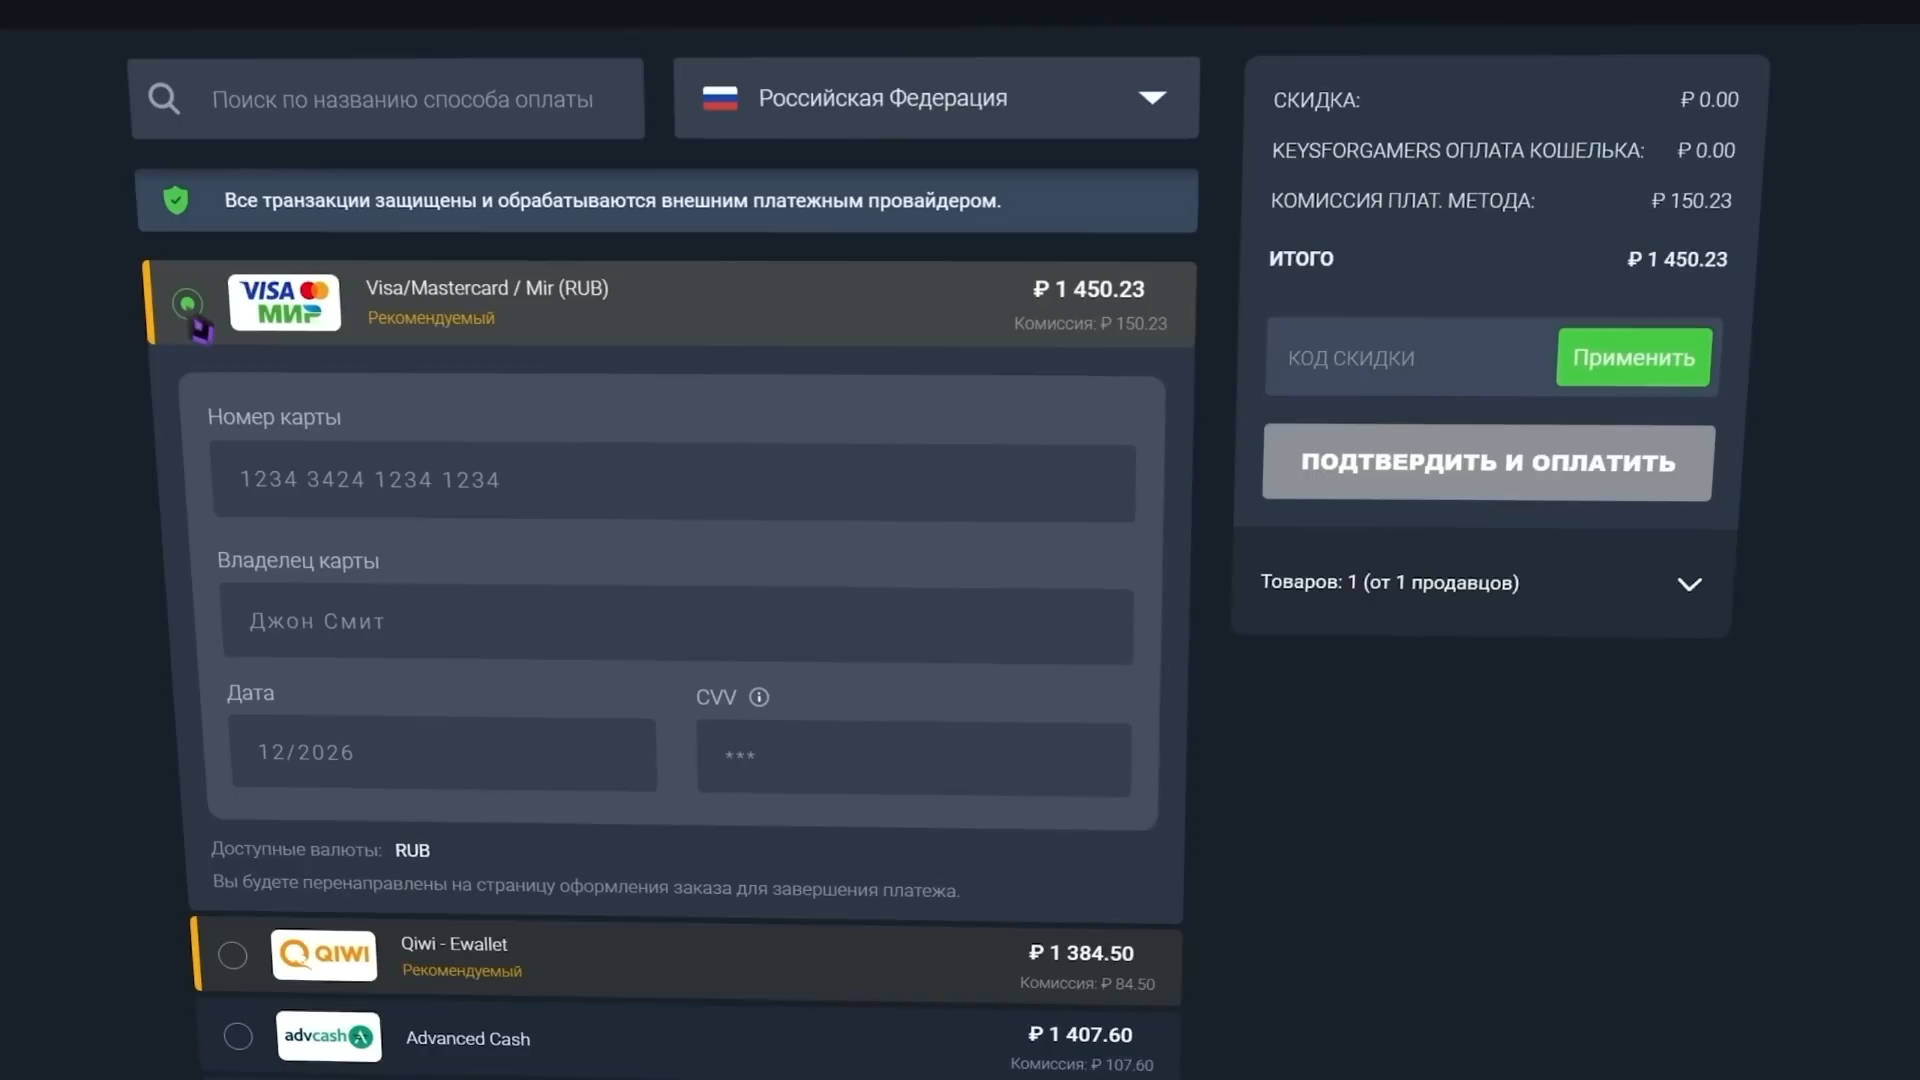 Поиск по названию способа оплаты
Российская Федерация
Все транзакции защищены и обрабатываются внешним платежным провайдером.
VISA
МИР
Visa/Mastercard / Mir (RUB)
Рекомендуемый
₽ 1 450.23
Комиссия: ₽ 150.23
Номер карты
1234 3424 1234 1234
Владелец карты
Джон Смит
Дата
CVV
12/2026
***
Доступные валюты: RUB
Вы будете перенаправлены на страницу оформления заказа для завершения платежа.
QIWI
Qiwi - Ewallet
Рекомендуемый
₽ 1 384.50
Комиссия: ₽ 84.50
advcash
Advanced Cash
₽ 1 407.60
Комиссия: ₽ 107.60
СКИДКА: ₽ 0.00
KEYSFORGAMERS ОПЛАТА КОШЕЛЬКА: ₽ 0.00
КОМИССИЯ ПЛАТ. МЕТОДА: ₽ 150.23
ИТОГО ₽ 1 450.23
КОД СКИДКИ
Применить
ПОДТВЕРДИТЬ И ОПЛАТИТЬ
Товаров: 1 (от 1 продавцов)